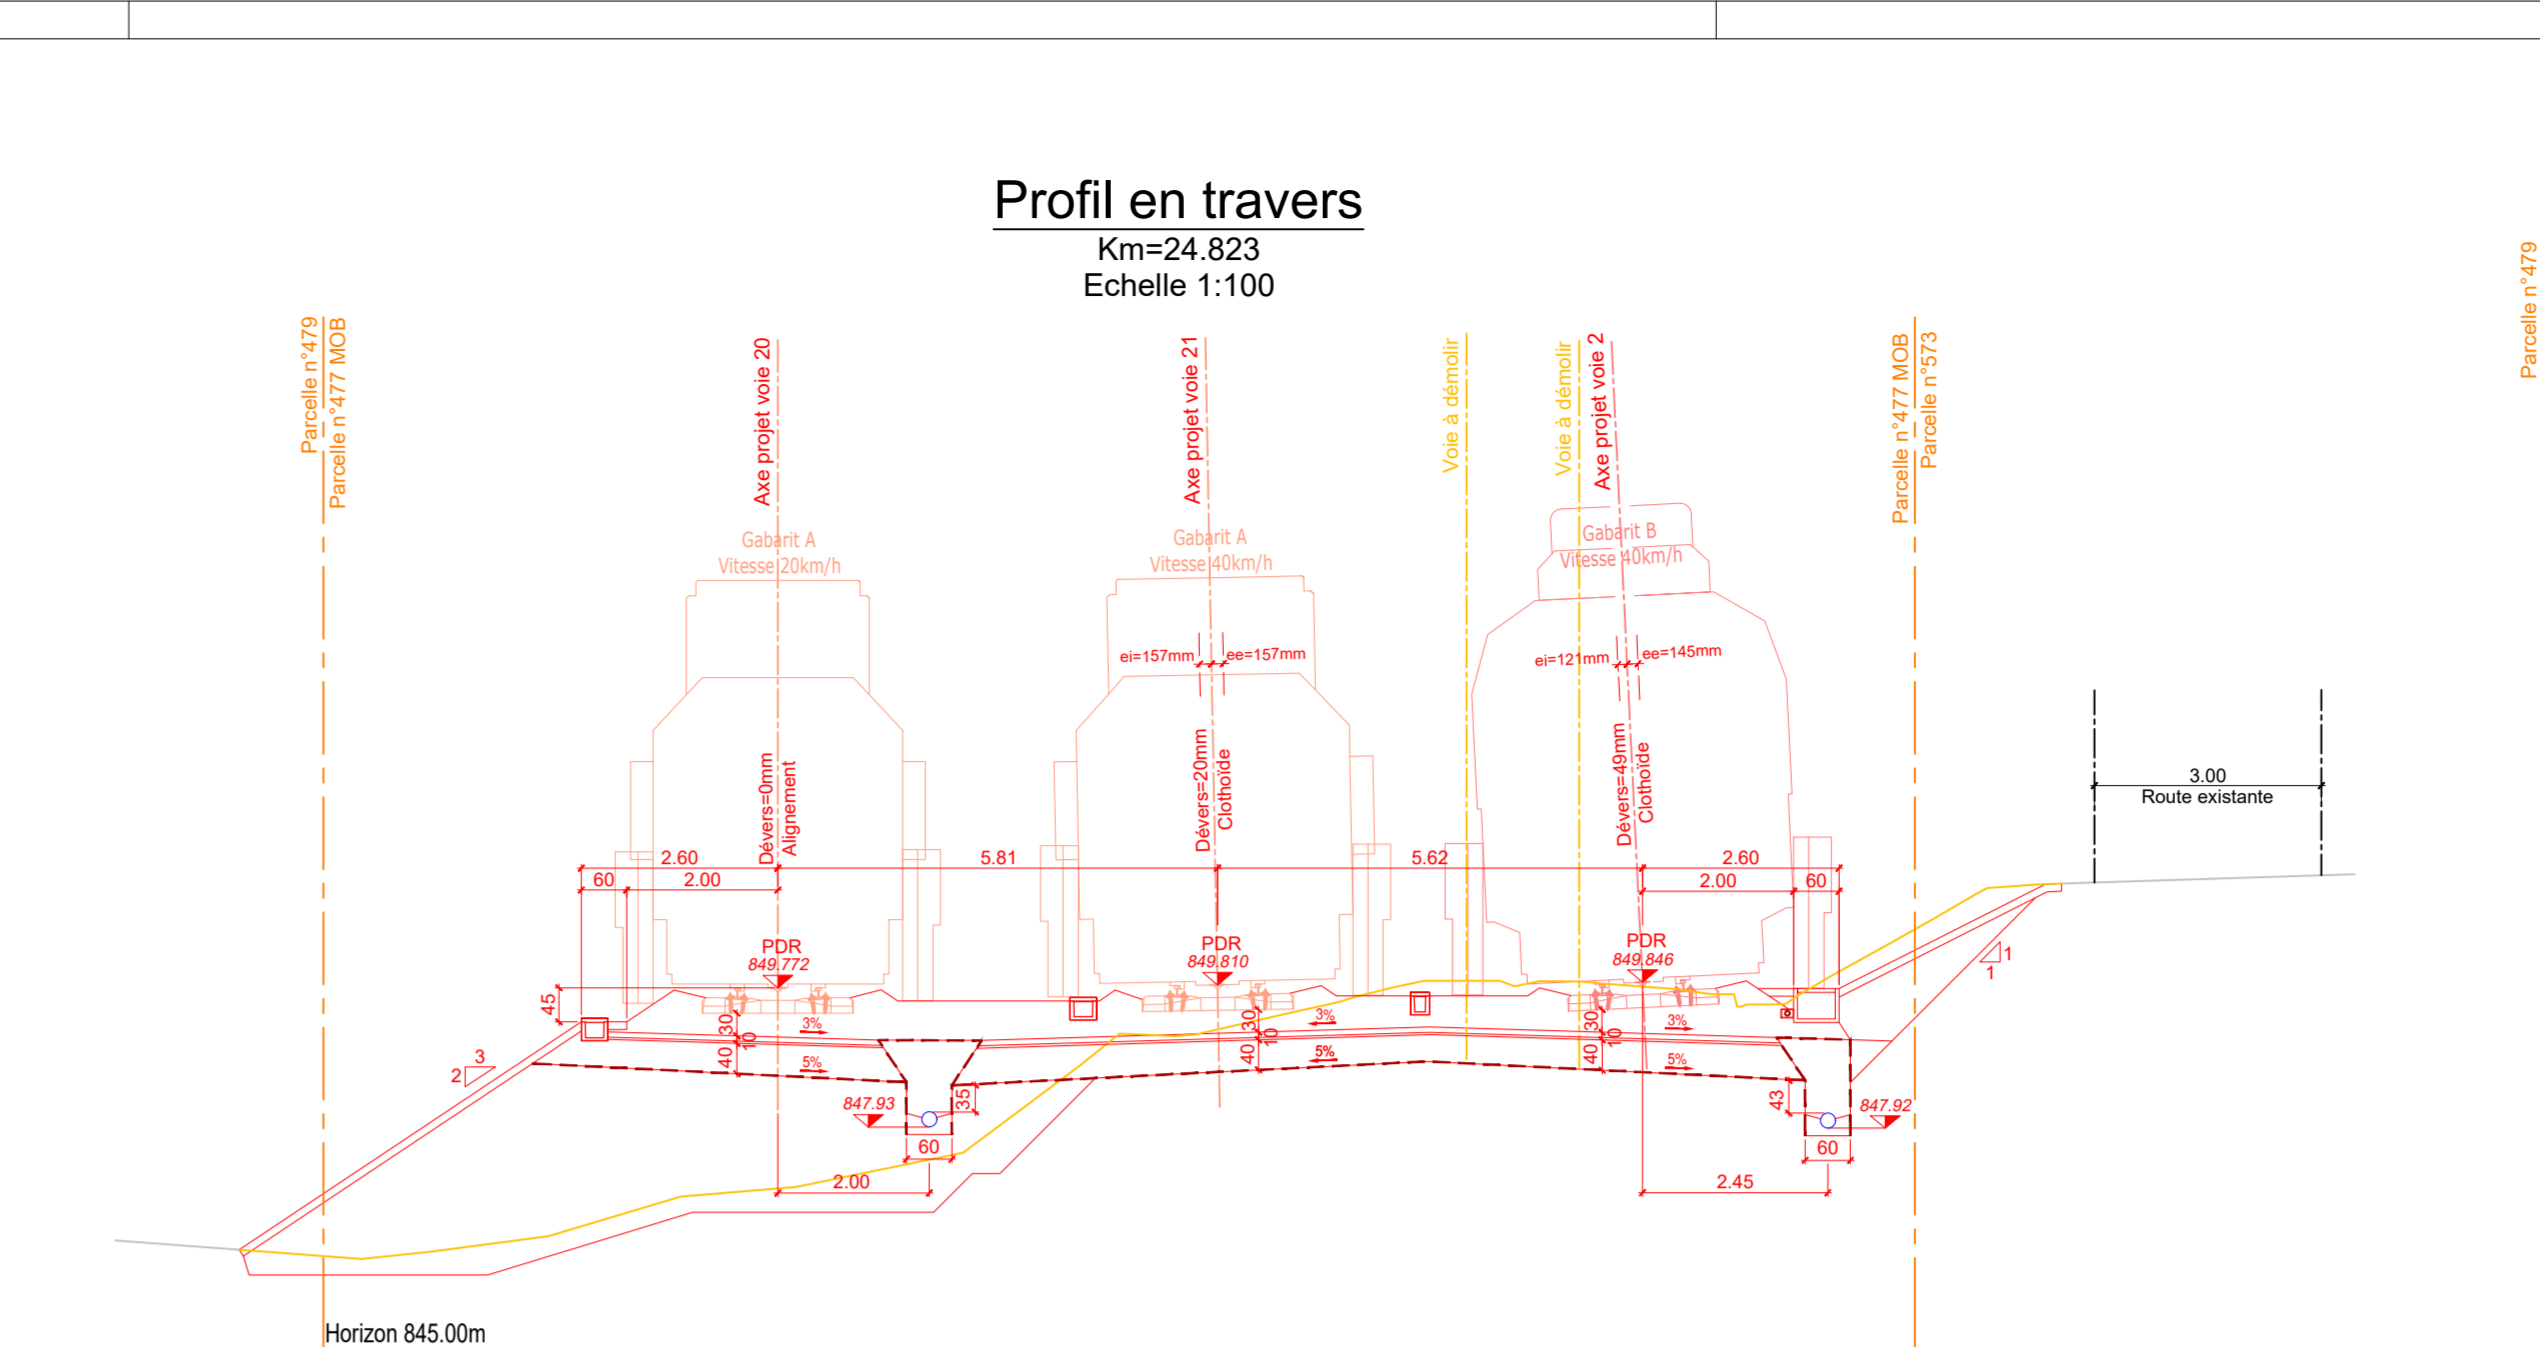 Profil en travers
Km=24.823
Echelle 1:100
Parcelle n°479
Parcelle n°477 MOB
Axe projet voie 20
Axe projet voie 21
Voie à démolir
Voie à démolir
Axe projet voie 2
Parcelle n°477 MOB
Parcelle n°573
Parcelle n°479
Gabarit A
Vitesse 20km/h
Gabarit A
Vitesse 40km/h
Gabarit B
Vitesse 40km/h
ei=157mm
ee=157mm
ei=121mm
ee=145mm
Dévers=0mm
Alignement
Dévers=20mm
Clothoïde
Dévers=49mm
Clothoïde
3.00
Route existante
2.60
5.81
5.62
2.60
60
2.00
2.00
60
PDR
849.772
PDR
849.810
PDR
849.846
45
30
10
40
3%
5%
30
10
40
3%
5%
30
10
40
3%
5%
3
2
1
1
847.93
35
60
2.00
43
847.92
60
2.45
Horizon 845.00m